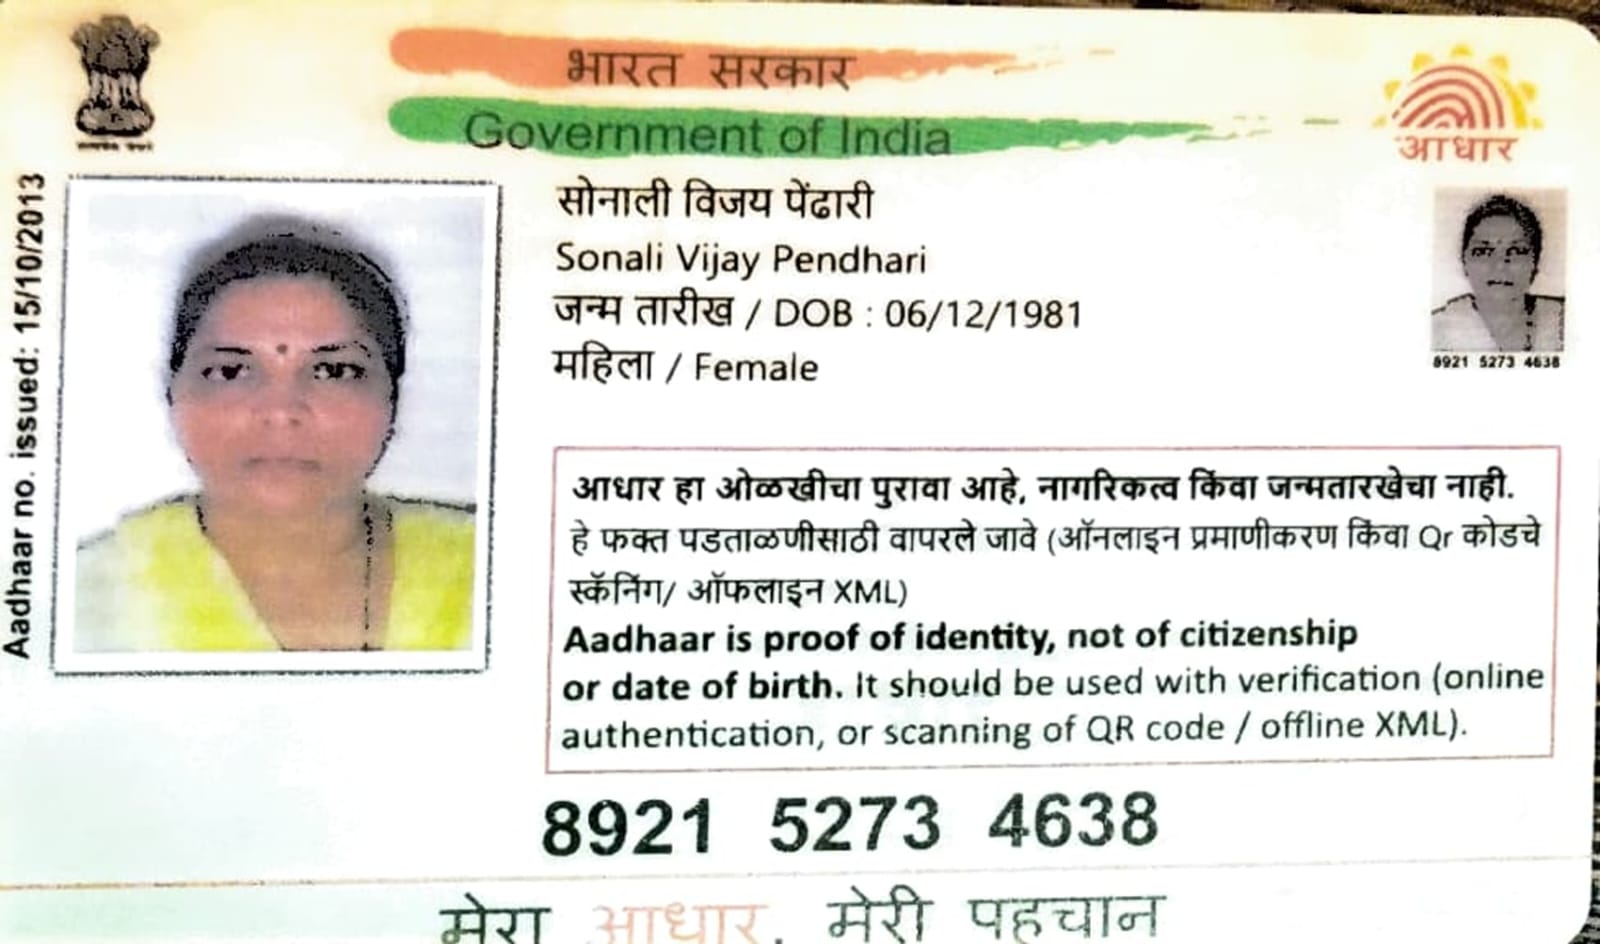 भारत सरकार
Government of India
आधार
Aadhaar no. issued: 15/10/2013
सोनाली विजय पेंढारी
Sonali Vijay Pendhari
जन्म तारीख / DOB : 06/12/1981
महिला / Female
8921 5273 4638
आधार हा ओळखीचा पुरावा आहे, नागरिकत्व किंवा जन्मतारखेचा नाही.
हे फक्त पडताळणीसाठी वापरले जावे (ऑनलाइन प्रमाणीकरण किंवा Qr कोडचे
स्कॅनिंग/ ऑफलाइन XML)
Aadhaar is proof of identity, not of citizenship
or date of birth. It should be used with verification (online
authentication, or scanning of QR code / offline XML).
8921 5273 4638
मेरा आधार, मेरी पहचान